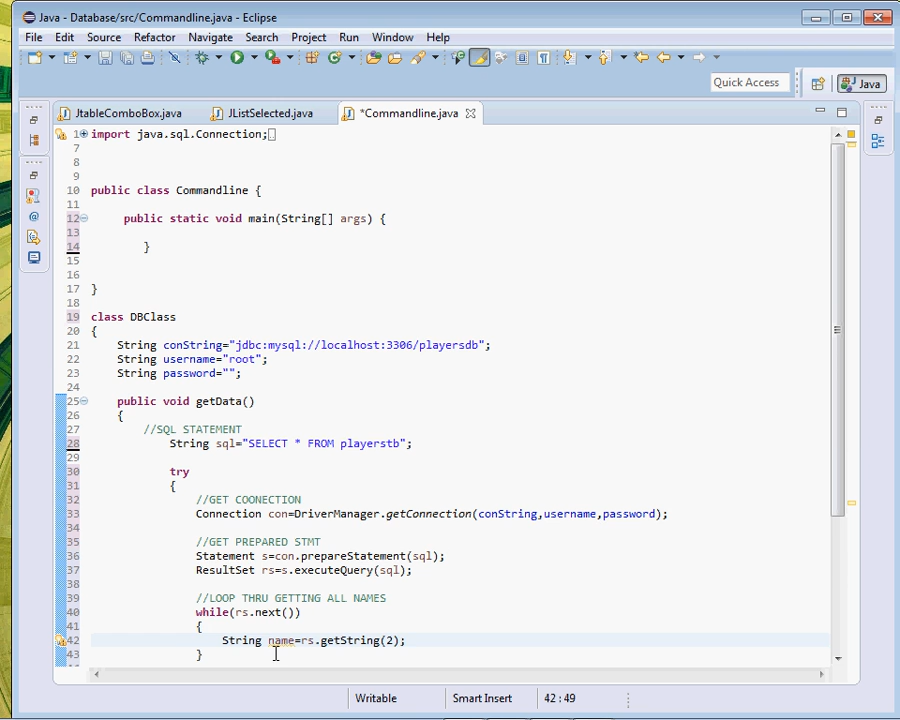 Java - Database/src/Commandline.java - Eclipse
File Edit Source Refactor Navigate Search Project Run Window Help
Quick Access
Java
JtableComboBox.java JListSelected.java *Commandline.java
1 import java.sql.Connection;
7
8
9
10 public class Commandline {
11
12 public static void main(String[] args) {
13
14 }
15
16
17 }
18
19 class DBClass
20 {
21 String conString="jdbc:mysql://localhost:3306/playersdb";
22 String username="root";
23 String password="";
24
25 public void getData()
26 {
27 //SQL STATEMENT
28 String sql="SELECT * FROM playerstb";
29
30 try
31 {
32 //GET COONECTION
33 Connection con=DriverManager.getConnection(conString,username,password);
34
35 //GET PREPARED STMT
36 Statement s=con.prepareStatement(sql);
37 ResultSet rs=s.executeQuery(sql);
38
39 //LOOP THRU GETTING ALL NAMES
40 while(rs.next())
41 {
42 String name=rs.getString(2);
43 }
Writable Smart Insert 42 : 49